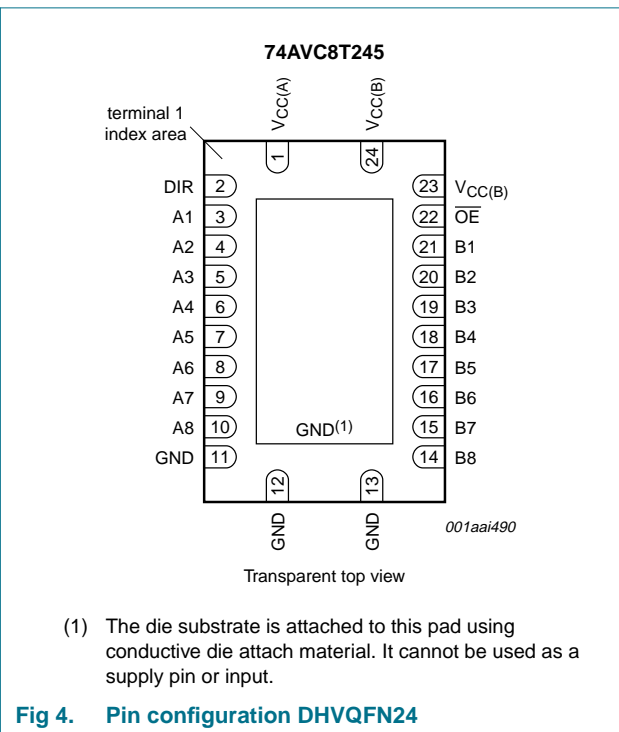 74AVC8T245
terminal 1
index area
VCC(A)
VCC(B)
1
24
DIR 2
23 VCC(B)
A1 3
22 OE
A2 4
21 B1
A3 5
20 B2
A4 6
19 B3
A5 7
18 B4
A6 8
17 B5
A7 9
16 B6
A8 10
15 B7
GND 11
14 B8
GND(1)
12
13
GND
GND
001aai490
Transparent top view
(1) The die substrate is attached to this pad using
conductive die attach material. It cannot be used as a
supply pin or input.
Fig 4. Pin configuration DHVQFN24